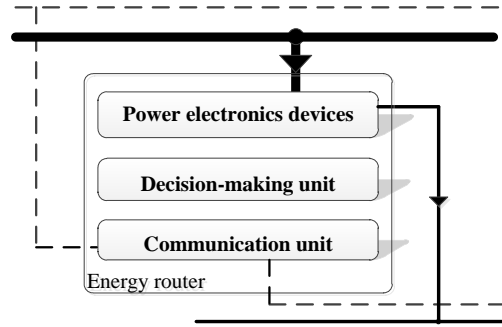 Power electronics devices
Decision-making unit
Communication unit
Energy router